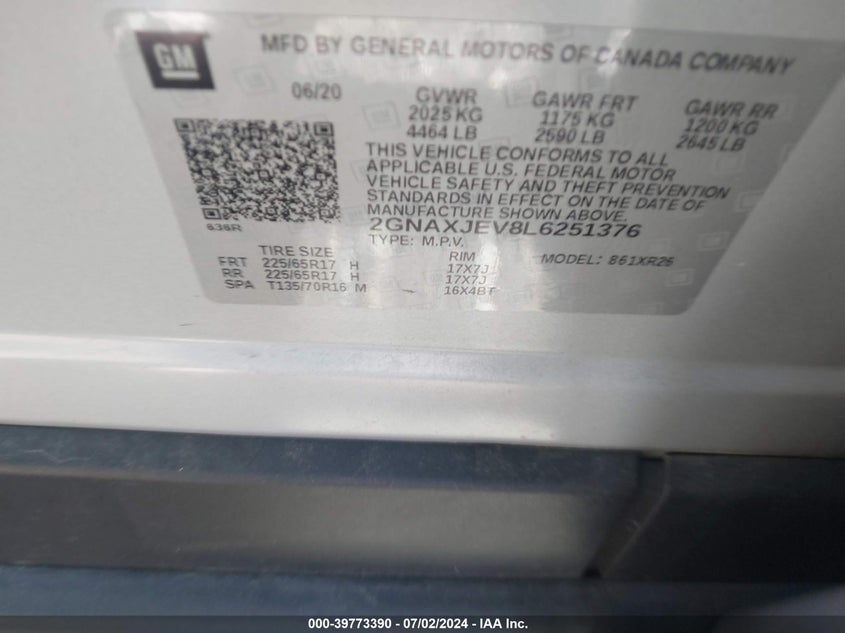 GM
MFD BY GENERAL MOTORS OF CANADA COMPANY
06/20 GVWR GAWR FRT GAWR RR
2025 KG 1175 KG 1200 KG
4464 LB 2590 LB 2645 LB
THIS VEHICLE CONFORMS TO ALL
APPLICABLE U.S. FEDERAL MOTOR
VEHICLE SAFETY AND THEFT PREVENTION
STANDARDS IN EFFECT ON THE DATE OF
MANUFACTURE SHOWN ABOVE.
636R 2GNAXJEV8L6251376
TYPE: M.P.V. MODEL: 861XR26
TIRE SIZE RIM
FRT 225/65R17 H 17X7J
RR 225/65R17 H 17X7J
SPA T135/70R16 M 16X4BT
000-39773390 - 07/02/2024 - IAA, Inc.